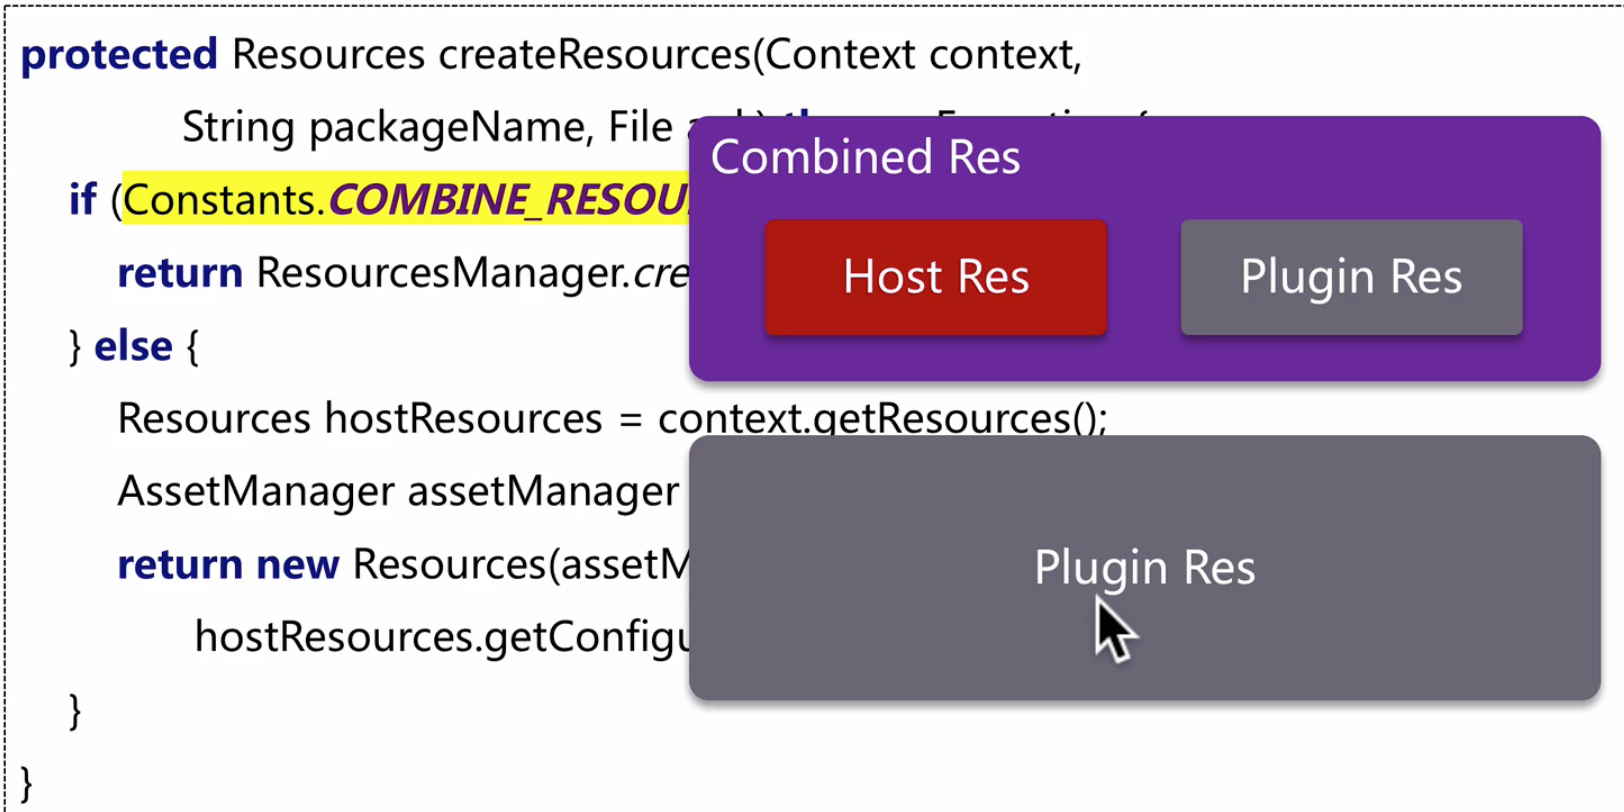 protected Resources createResources(Context context,
String packageName, File
if (Constants.COMBINE_RESOU
return ResourcesManager.cre
} else {
Resources hostResources = context.getResources();
AssetManager assetManager
return new Resources(assetM
hostResources.getConfigu
}
}
Combined Res
Host Res
Plugin Res
Plugin Res